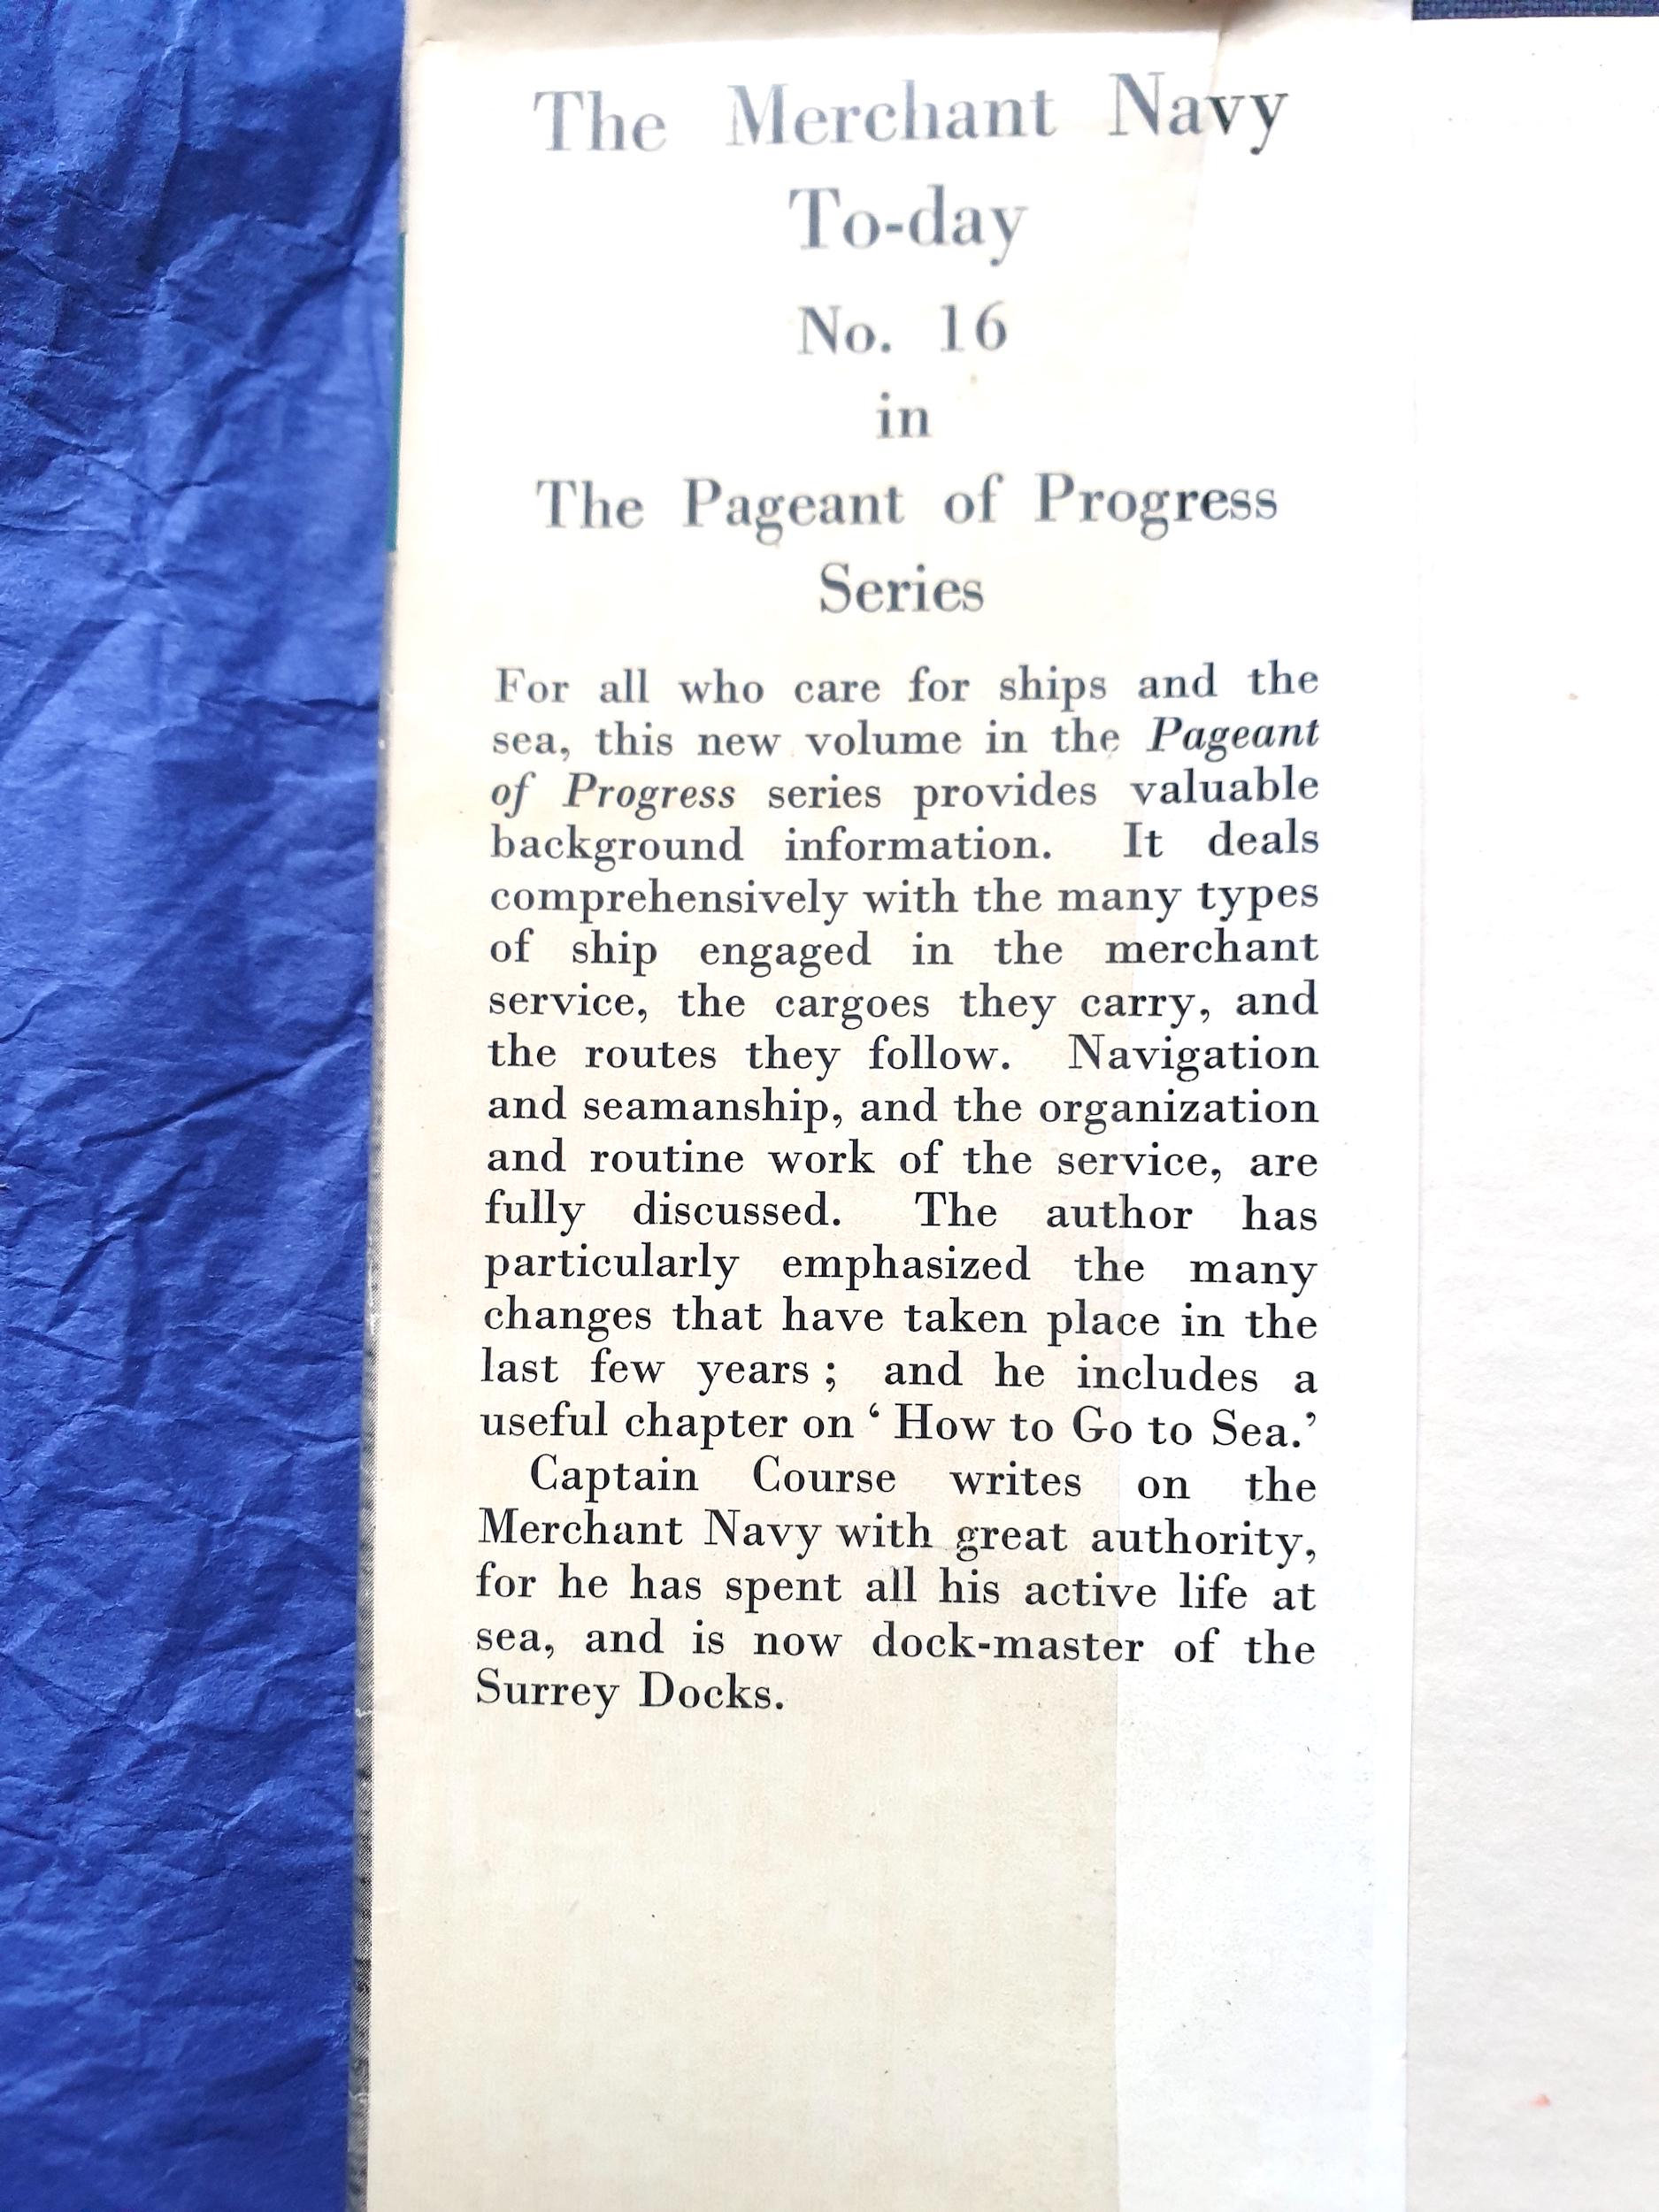 The Merchant Navy
To-day
No. 16
in
The Pageant of Progress
Series
For all who care for ships and the
sea, this new volume in the Pageant
of Progress series provides valuable
background information. It deals
comprehensively with the many types
of ship engaged in the merchant
service, the cargoes they carry, and
the routes they follow. Navigation
and seamanship, and the organization
and routine work of the service, are
fully discussed. The author has
particularly emphasized the many
changes that have taken place in the
last few years ; and he includes a
useful chapter on ‘ How to Go to Sea.’
Captain Course writes on the
Merchant Navy with great authority,
for he has spent all his active life at
sea, and is now dock-master of the
Surrey Docks.